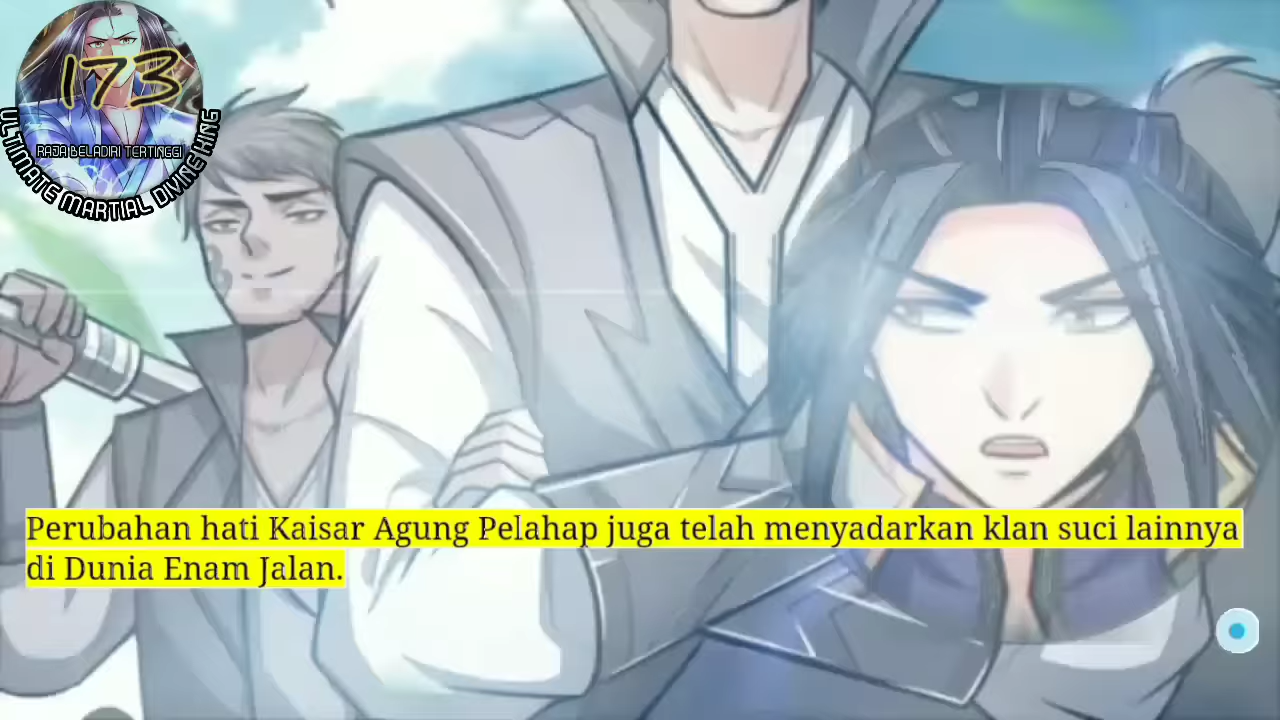 173
RAJA BELADIRI TERTINGGI
ULTIMATE MARTIAL DIVINE KING
Perubahan hati Kaisar Agung Pelahap juga telah menyadarkan klan suci lainnya
di Dunia Enam Jalan.